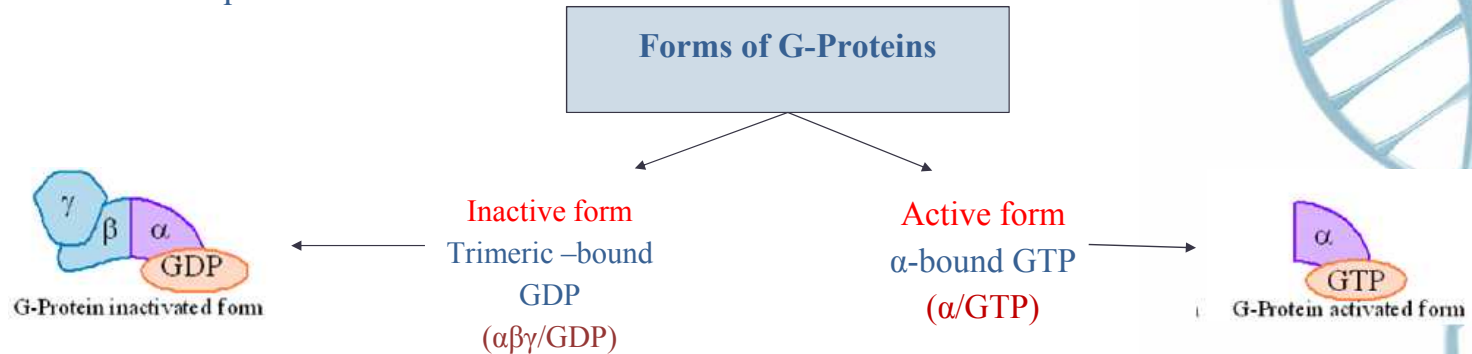 Forms of G-Proteins
γ
β
α
GDP
G-Protein inactivated form
Inactive form
Trimeric –bound
GDP
(αβγ/GDP)
Active form
α-bound GTP
(α/GTP)
α
GTP
G-Protein activated form